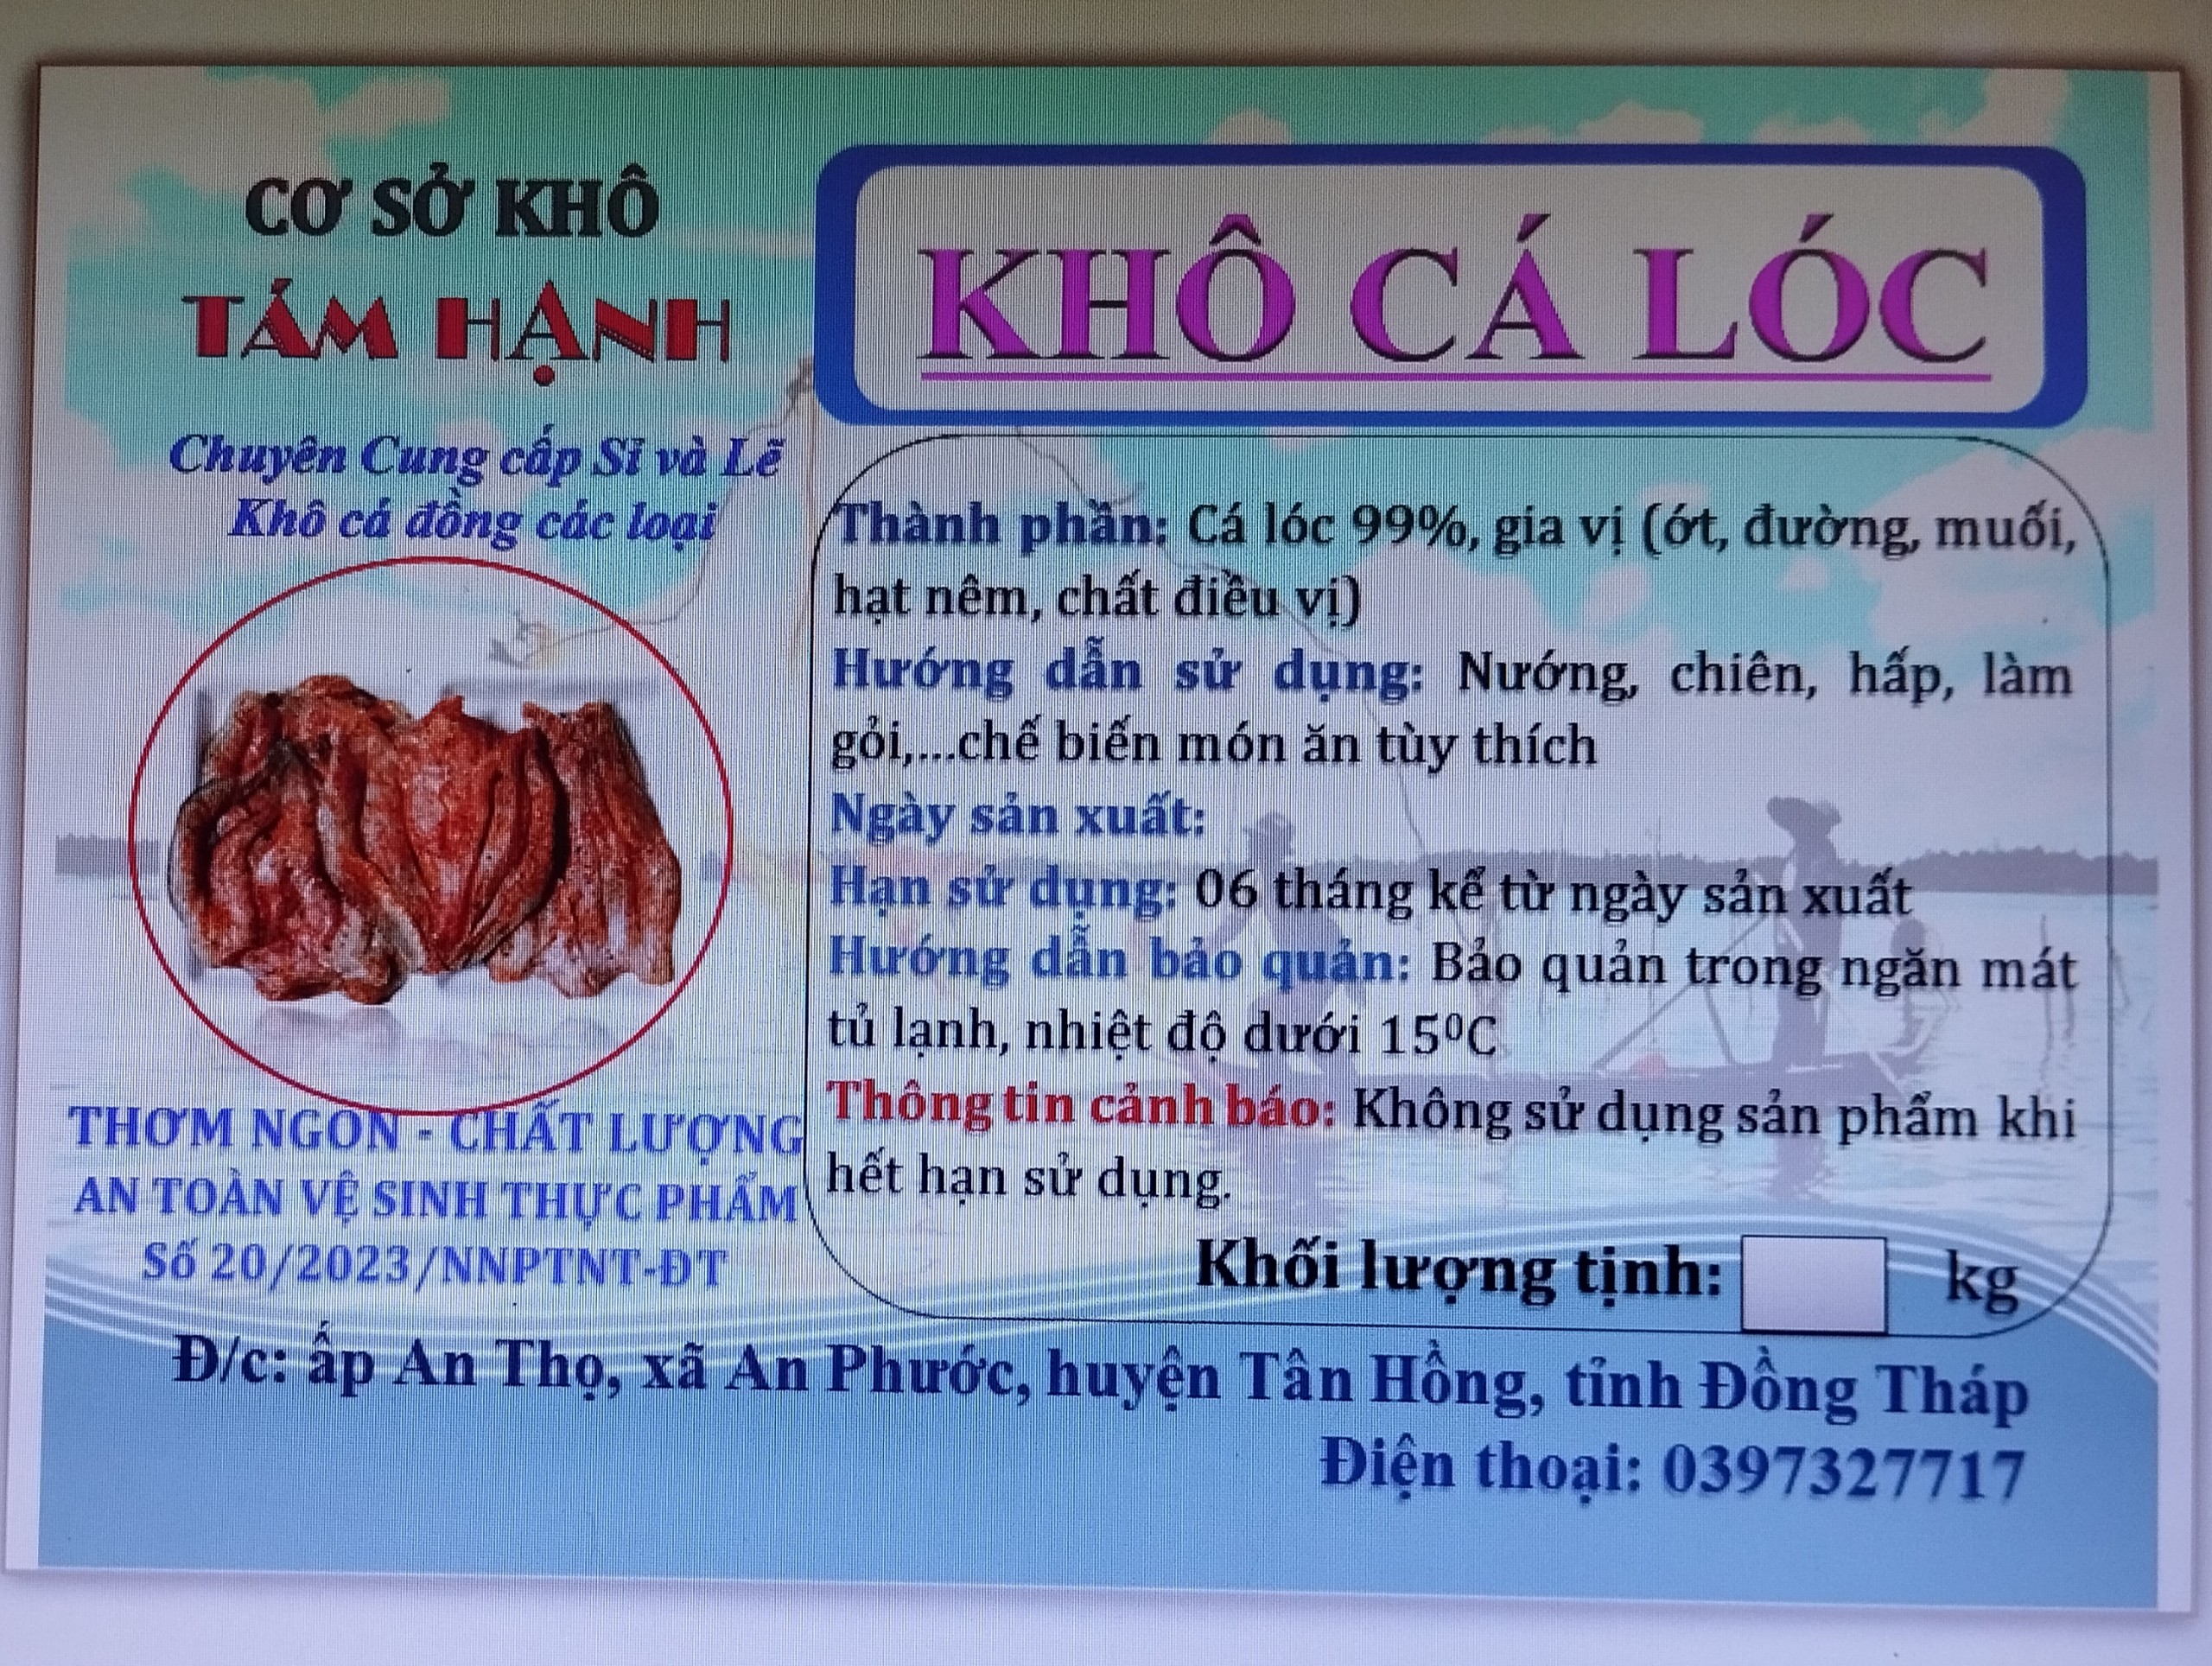 CƠ SỞ KHÔ
TÁM HẠNH
Chuyên Cung cấp Sĩ và Lẽ
Khô cá đồng các loại
THƠM NGON - CHẤT LƯỢNG
AN TOÀN VỆ SINH THỰC PHẨM
Số 20/2023/NNPTNT-ĐT
KHÔ CÁ LÓC
Thành phần: Cá lóc 99%, gia vị (ớt, đường, muối,
hạt nêm, chất điều vị)
Hướng dẫn sử dụng: Nướng, chiên, hấp, làm
gỏi,...chế biến món ăn tùy thích
Ngày sản xuất:
Hạn sử dụng: 06 tháng kể từ ngày sản xuất
Hướng dẫn bảo quản: Bảo quản trong ngăn mát
tủ lạnh, nhiệt độ dưới 15⁰C
Thông tin cảnh báo: Không sử dụng sản phẩm khi
hết hạn sử dụng.
Khối lượng tịnh: kg
Đ/c: ấp An Thọ, xã An Phước, huyện Tân Hồng, tỉnh Đồng Tháp
Điện thoại: 0397327717